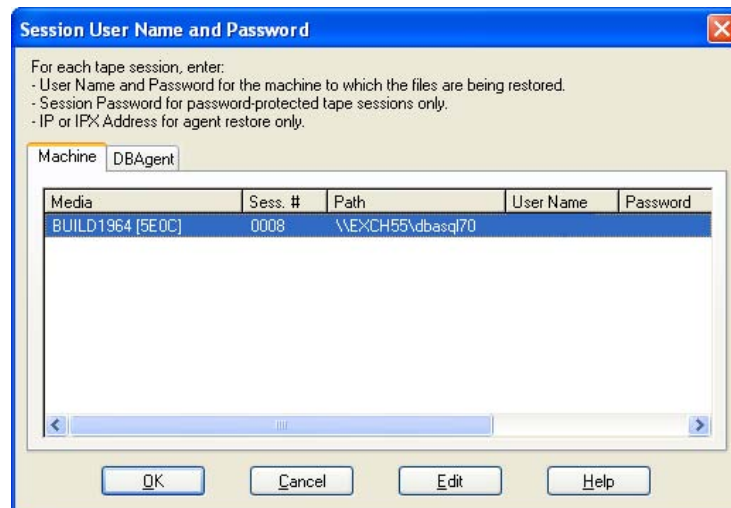 Session User Name and Password
For each tape session, enter:
- User Name and Password for the machine to which the files are being restored.
- Session Password for password-protected tape sessions only.
- IP or IPX Address for agent restore only.
Machine DBAgent
Media Sess. # Path User Name Password
BUILD1964 [5E0C] 0008 \\EXCH55\dbasql70
OK Cancel Edit Help